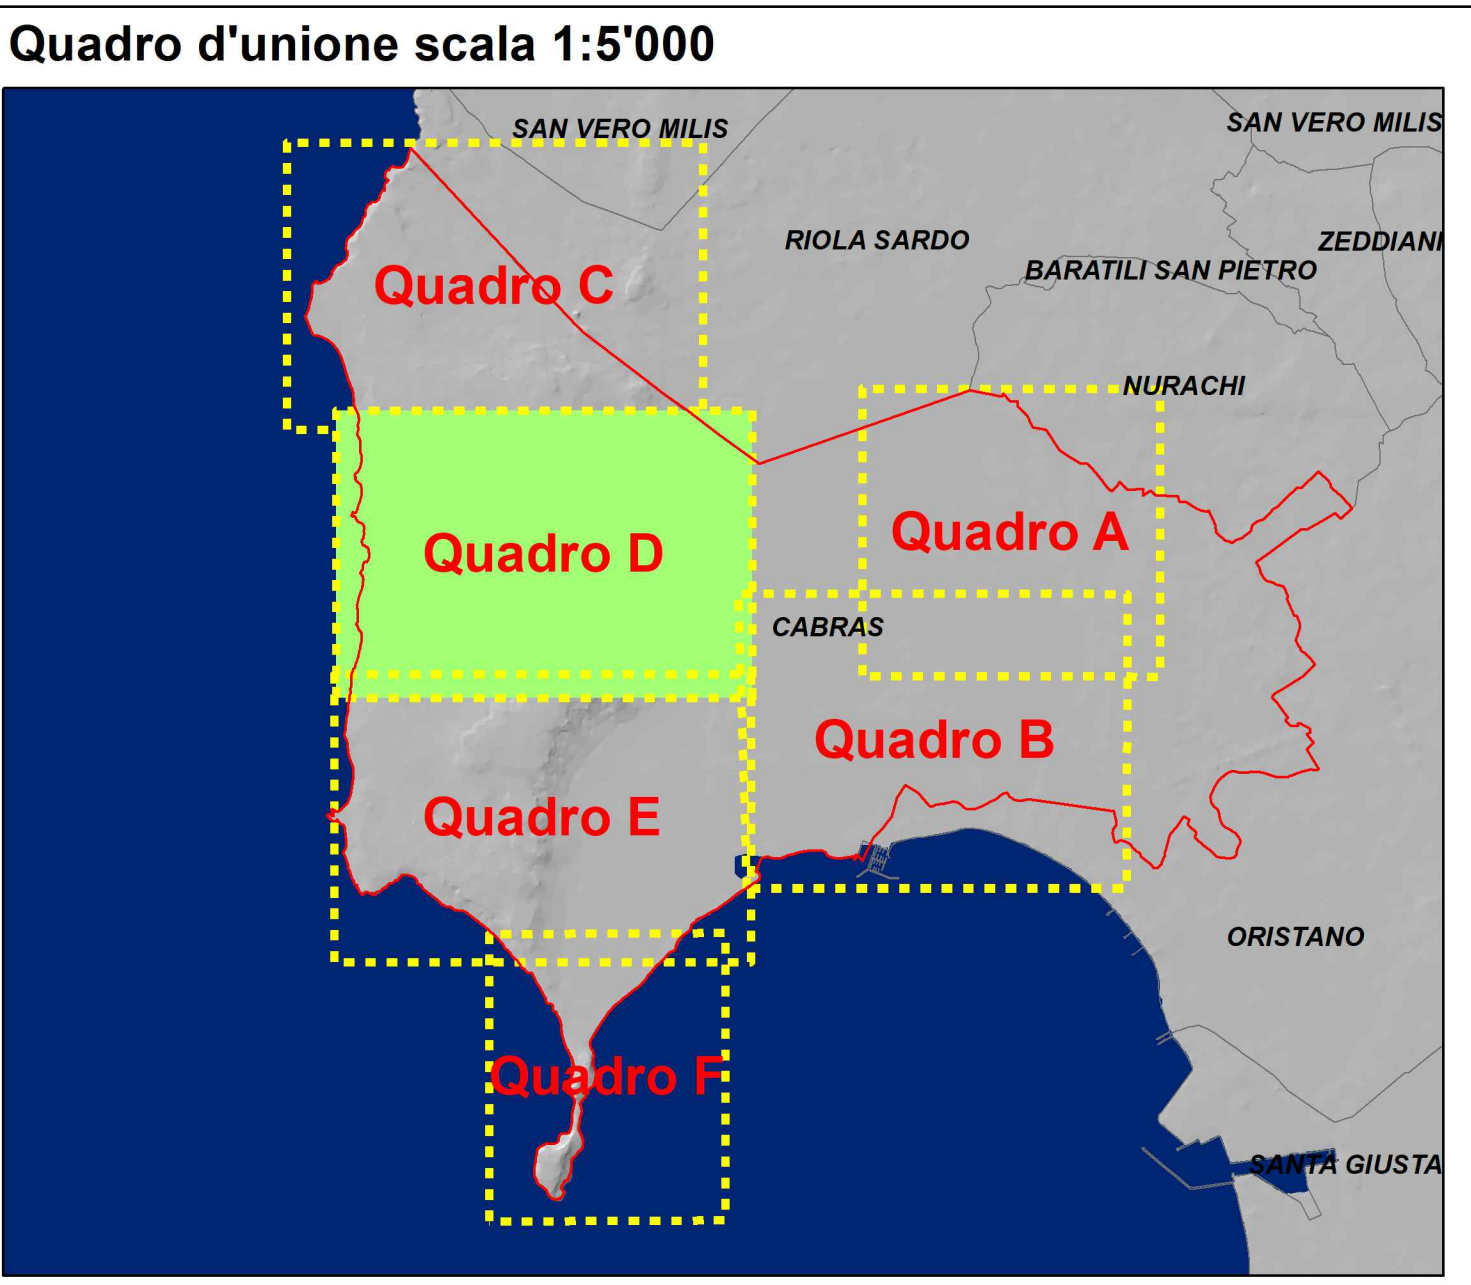 Quadro d'unione scala 1:5'000
SAN VERO MILIS
SAN VERO MILIS
RIOLA SARDO
ZEDDIANI
BARATILI SAN PIETRO
Quadro C
NURACHI
Quadro A
Quadro D
CABRAS
Quadro B
Quadro E
ORISTANO
Quadro F
SANTA GIUSTA